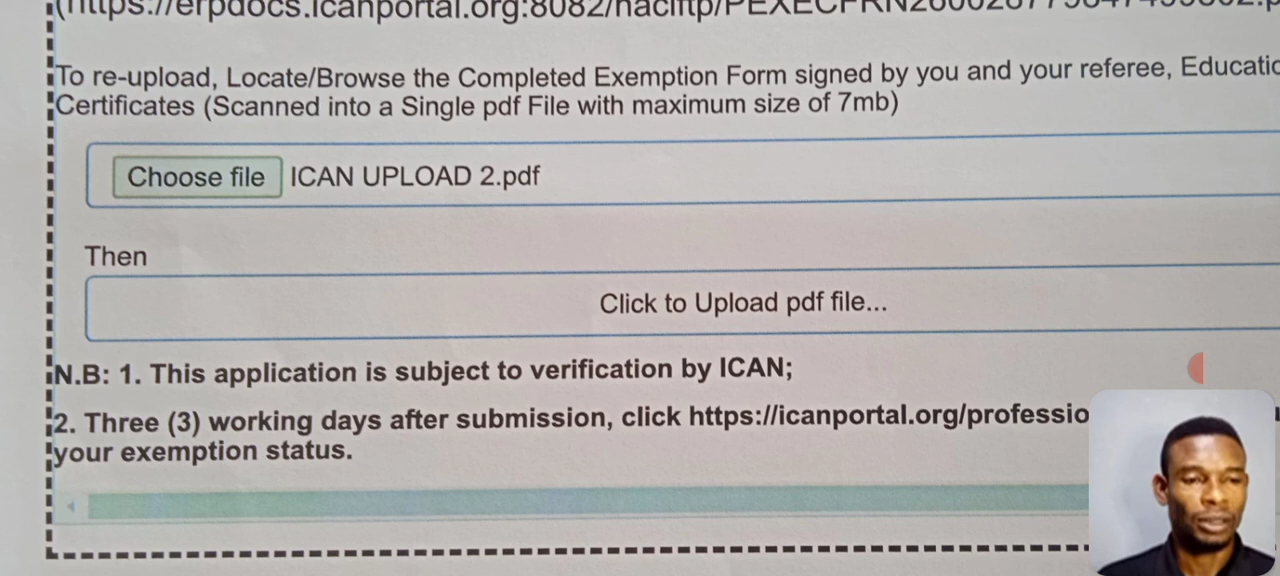 To re-upload, Locate/Browse the Completed Exemption Form signed by you and your referee,
Certificates (Scanned into a Single pdf File with maximum size of 7mb)
Choose file ICAN UPLOAD 2.pdf
Then
Click to Upload pdf file...
N.B: 1. This application is subject to verification by ICAN;
2. Three (3) working days after submission, click https://icanportal.org/professio
your exemption status.